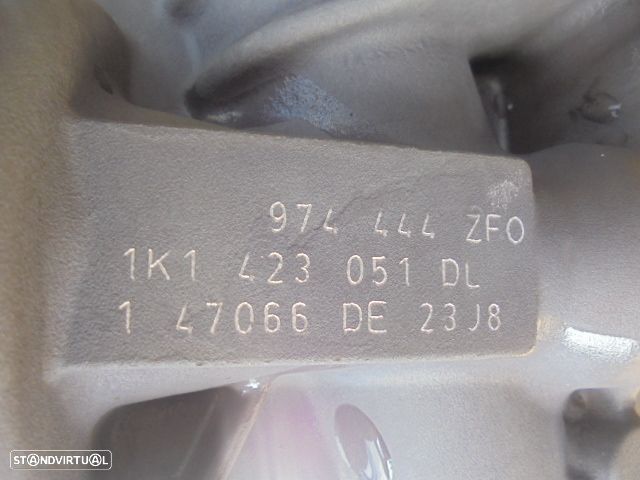 974 444 ZFO
1K1 423 051 DL
1 47066 DE 23J8
STANDVIRTUAL